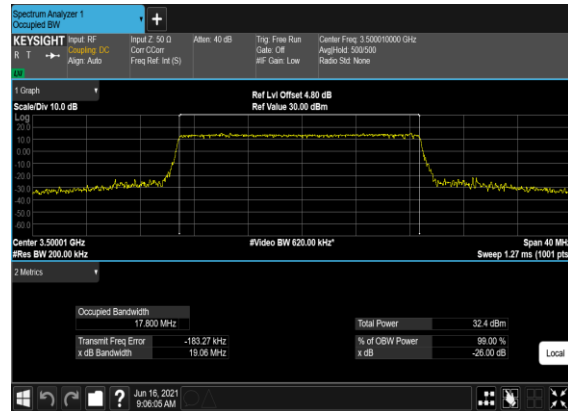 Spectrum Analyzer 1
Occupied BW
+
KEYSIGHT Input: RF Input Z: 50 Ω Atten: 40 dB Trig: Free Run Center Freq: 3.500010000 GHz
R T Coupling: DC Corr CCorr Gate: Off Avg|Hold: 500/500
Align: Auto Freq Ref: Int (S) #IF Gain: Low Radio Std: None
1 Graph
Ref Lvl Offset 4.80 dB
Scale/Div 10.0 dB Ref Value 30.00 dBm
Log
20.0
10.0
0.00
-10.0
-20.0
-30.0
-40.0
-50.0
-60.0
Center 3.50001 GHz #Video BW 620.00 kHz* Span 40 MHz
#Res BW 200.00 kHz Sweep 1.27 ms (1001 pts)
2 Metrics
Occupied Bandwidth
17.800 MHz Total Power 32.4 dBm
Transmit Freq Error -183.27 kHz % of OBW Power 99.00 %
x dB Bandwidth 19.06 MHz x dB -26.00 dB
Local
? Jun 16, 2021
9:06:05 AM